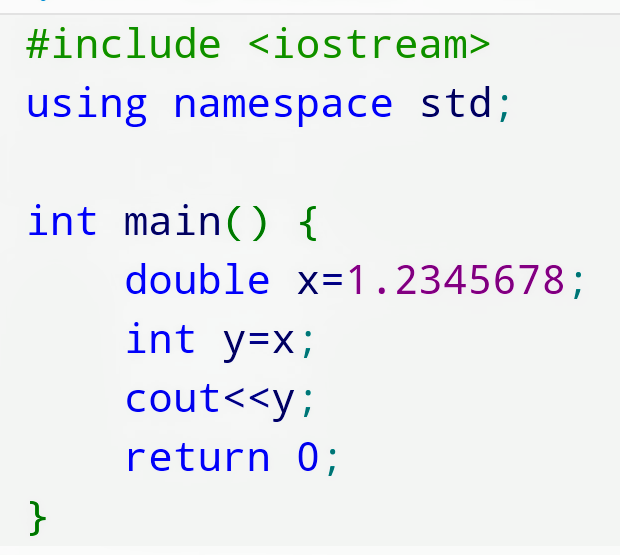 #include <iostream>
using namespace std;
int main() {
double x=1.2345678;
int y=x;
cout<<y;
return 0;
}